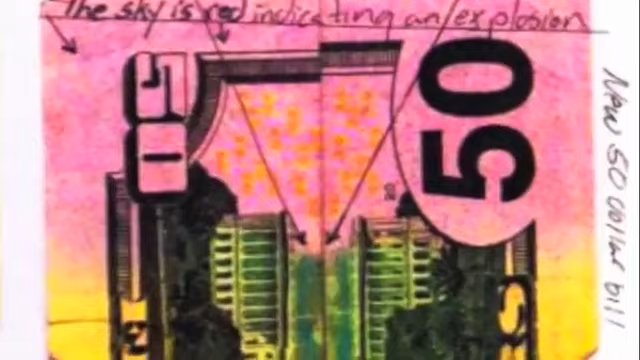 The sky is red indicating an explosion
50
50
New 50 dollar bill